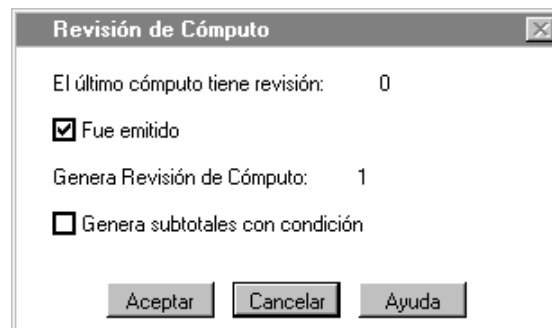 Revisión de Cómputo
El último cómputo tiene revisión: 0
Fue emitido
Genera Revisión de Cómputo: 1
Genera subtotales con condición
Aceptar Cancelar Ayuda